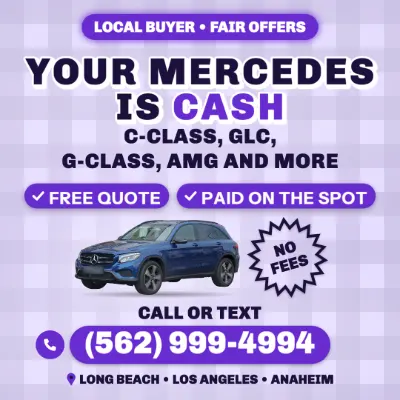 LOCAL BUYER • FAIR OFFERS
YOUR MERCEDES
IS CASH
C-CLASS, GLC,
G-CLASS, AMG AND MORE
FREE QUOTE
PAID ON THE SPOT
NO
FEES
CALL OR TEXT
(562) 999-4994
LONG BEACH • LOS ANGELES • ANAHEIM